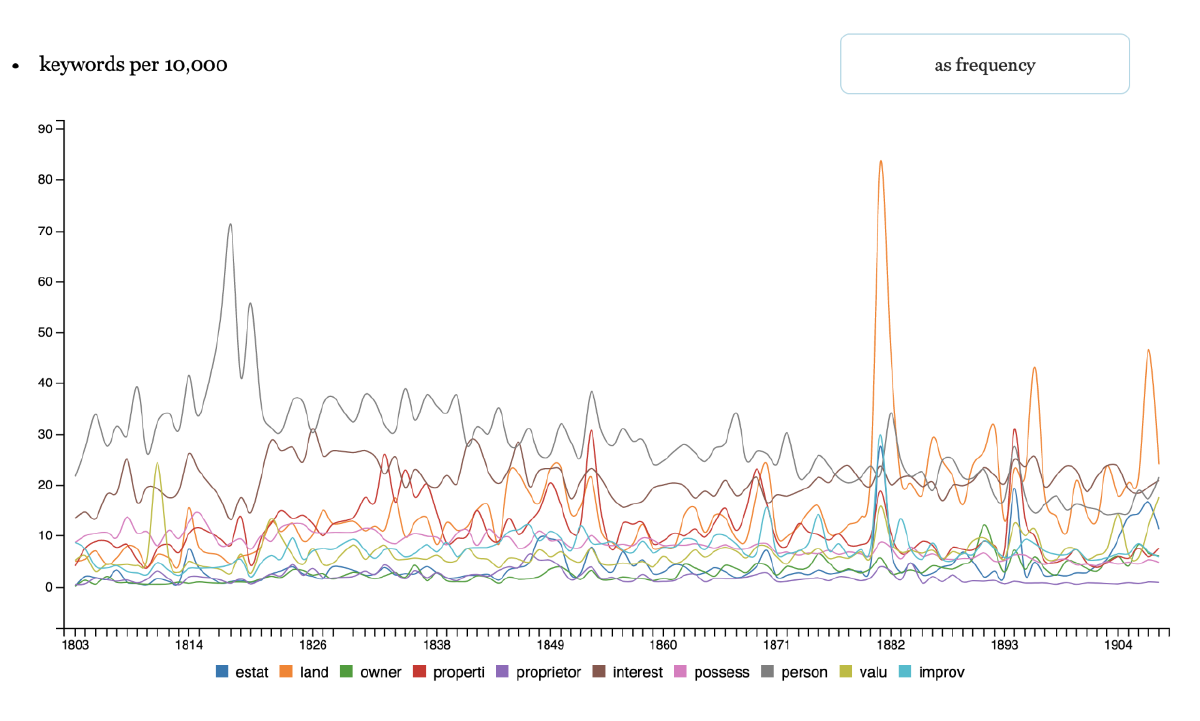 • keywords per 10,000
as frequency
90
80
70
60
50
40
30
20
10
0
1803 1814 1826 1838 1849 1860 1871 1882 1893 1904
estat land owner properti proprietor interest possess person valu improv